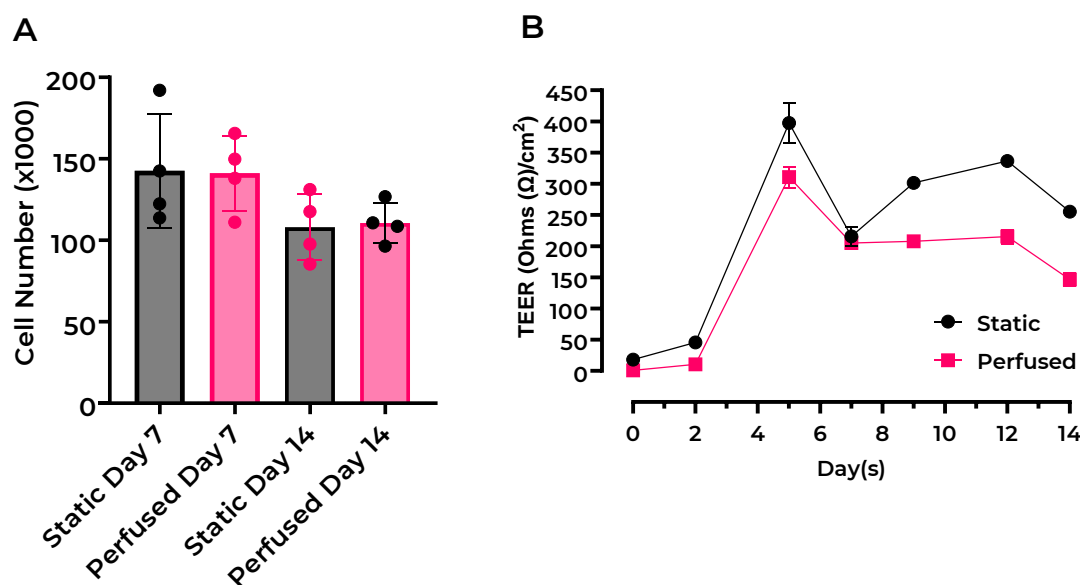 A
Cell Number (x1000)
200
150
100
50
0
Static Day 7
Perfused Day 7
Static Day 14
Perfused Day 14
B
TEER (Ohms (Ω)/cm²)
450
400
350
300
250
200
150
100
50
0
Static
Perfused
0 2 4 6 8 10 12 14
Day(s)